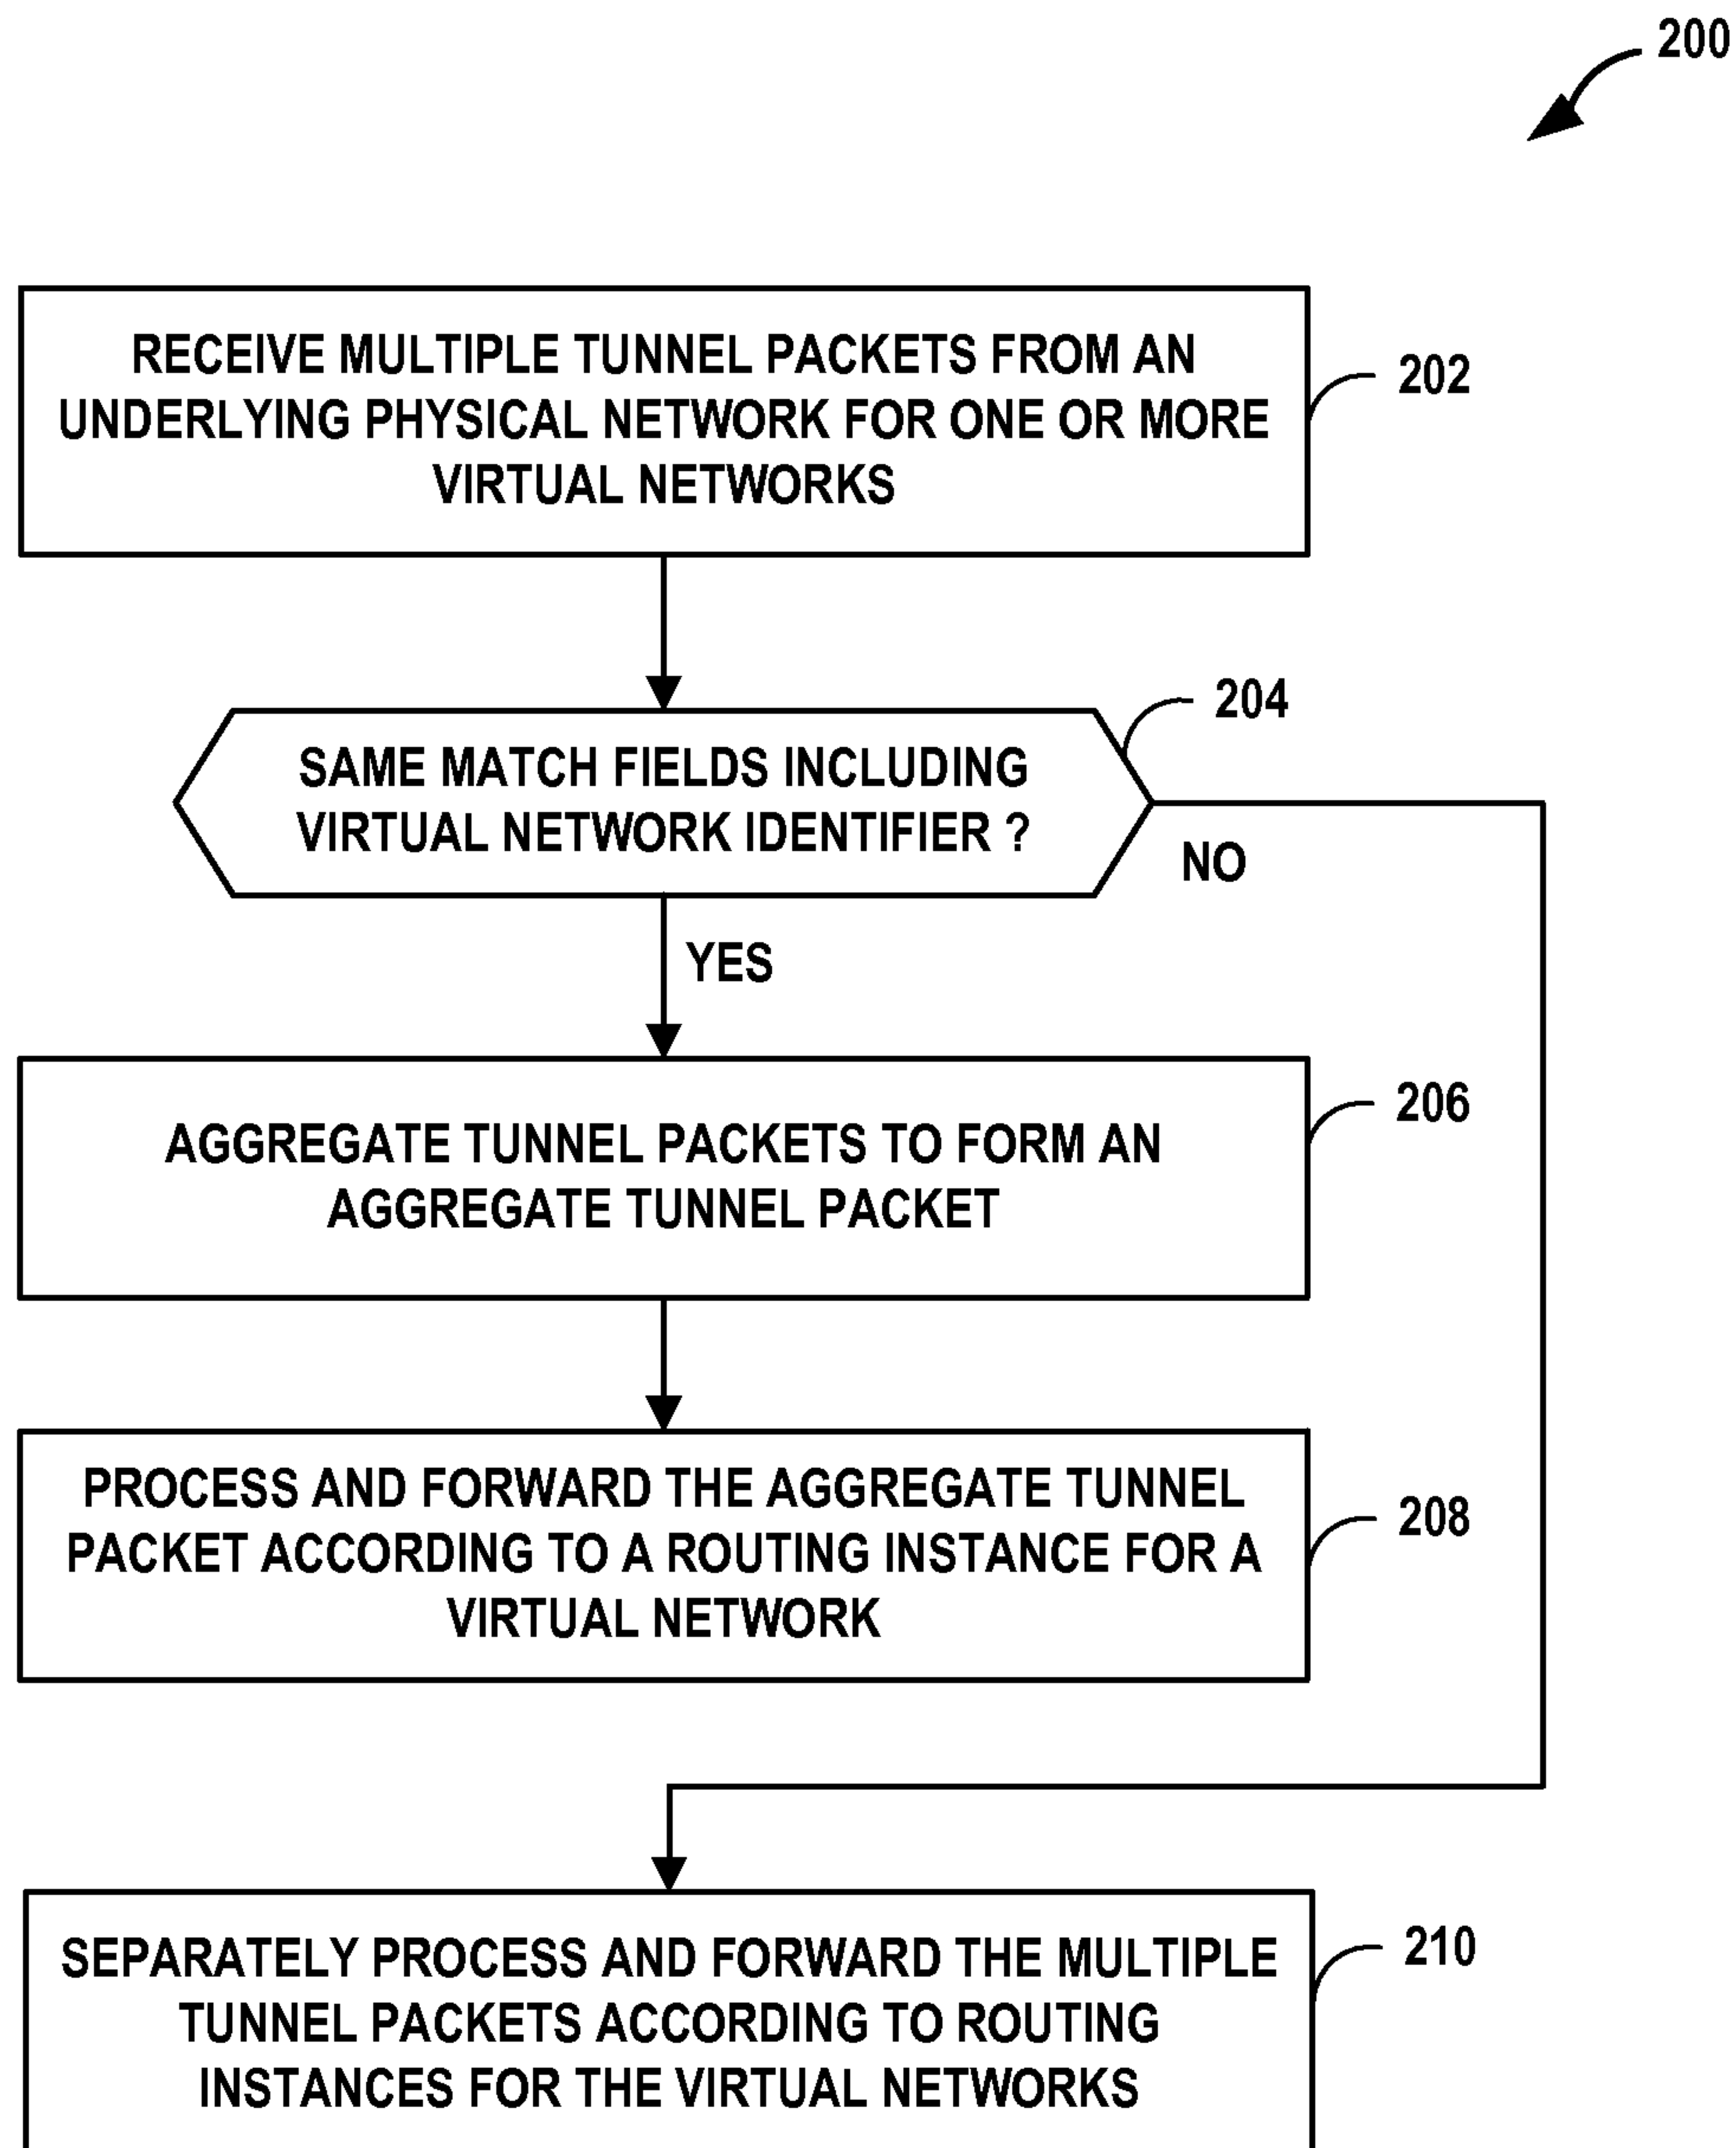 200
RECEIVE MULTIPLE TUNNEL PACKETS FROM AN
UNDERLYING PHYSICAL NETWORK FOR ONE OR MORE
VIRTUAL NETWORKS
202
204
SAME MATCH FIELDS INCLUDING
VIRTUAL NETWORK IDENTIFIER ?
NO
YES
206
AGGREGATE TUNNEL PACKETS TO FORM AN
AGGREGATE TUNNEL PACKET
PROCESS AND FORWARD THE AGGREGATE TUNNEL
PACKET ACCORDING TO A ROUTING INSTANCE FOR A
VIRTUAL NETWORK
208
SEPARATELY PROCESS AND FORWARD THE MULTIPLE
TUNNEL PACKETS ACCORDING TO ROUTING
INSTANCES FOR THE VIRTUAL NETWORKS
210